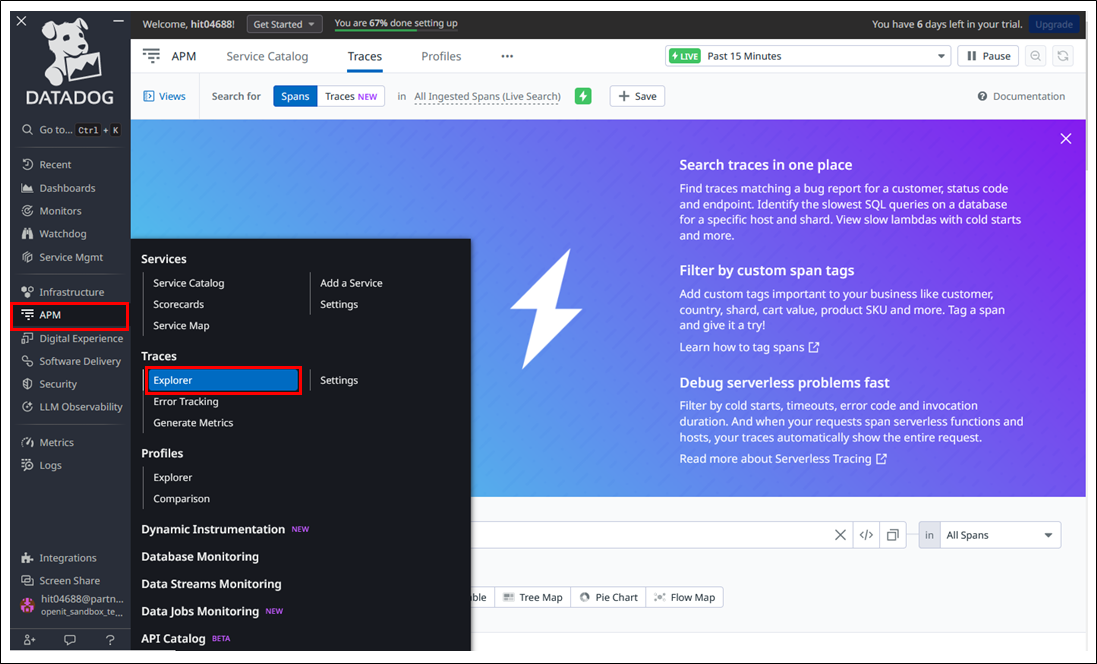 DATADOG
Go to... Ctrl + K
Recent
Dashboards
Monitors
Watchdog
Service Mgmt
Infrastructure
APM
Digital Experience
Software Delivery
Security
LLM Observability
Metrics
Logs
Integrations
Screen Share
hit04688@partn...
openit_sandbox_te...
Welcome, hit04688!
Get Started
You are 67% done setting up
You have 6 days left in your trial.
Upgrade
APM
Service Catalog
Traces
Profiles
LIVE
Past 15 Minutes
Pause
Views
Search for
Spans
Traces NEW
in
All Ingested Spans (Live Search)
Save
Documentation
Search traces in one place
Find traces matching a bug report for a customer, status code
and endpoint. Identify the slowest SQL queries on a database
for a specific host and shard. View slow lambdas with cold starts
and more.
Filter by custom span tags
Add custom tags important to your business like customer,
country, shard, cart value, product SKU and more. Tag a span
and give it a try!
Learn how to tag spans
Debug serverless problems fast
Filter by cold starts, timeouts, error code and invocation
duration. And when your requests span serverless functions and
hosts, your traces automatically show the entire request.
Read more about Serverless Tracing
Services
Service Catalog
Scorecards
Service Map
Add a Service
Settings
Traces
Explorer
Error Tracking
Generate Metrics
Settings
Profiles
Explorer
Comparison
Dynamic Instrumentation NEW
Database Monitoring
Data Streams Monitoring
Data Jobs Monitoring NEW
API Catalog BETA
in
All Spans
Tree Map
Pie Chart
Flow Map